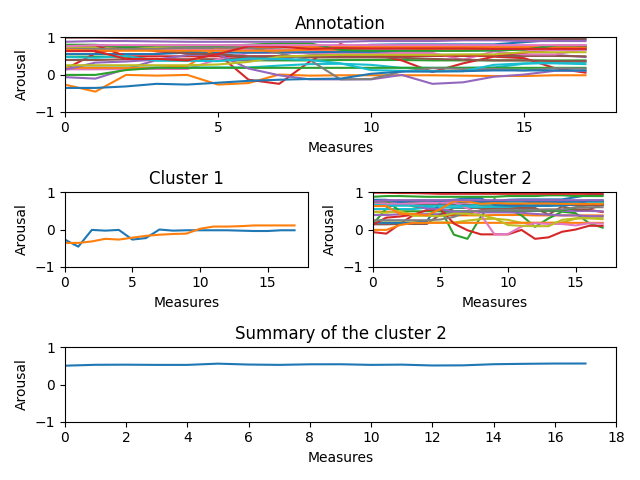 Annotation
1
0
−1
Arousal
0 5 10 15
Measures
Cluster 1 Cluster 2
1 1
0 0
−1 −1
Arousal Arousal
0 5 10 15 0 5 10 15
Measures Measures
Summary of the cluster 2
1
0
−1
Arousal
0 2 4 6 8 10 12 14 16 18
Measures